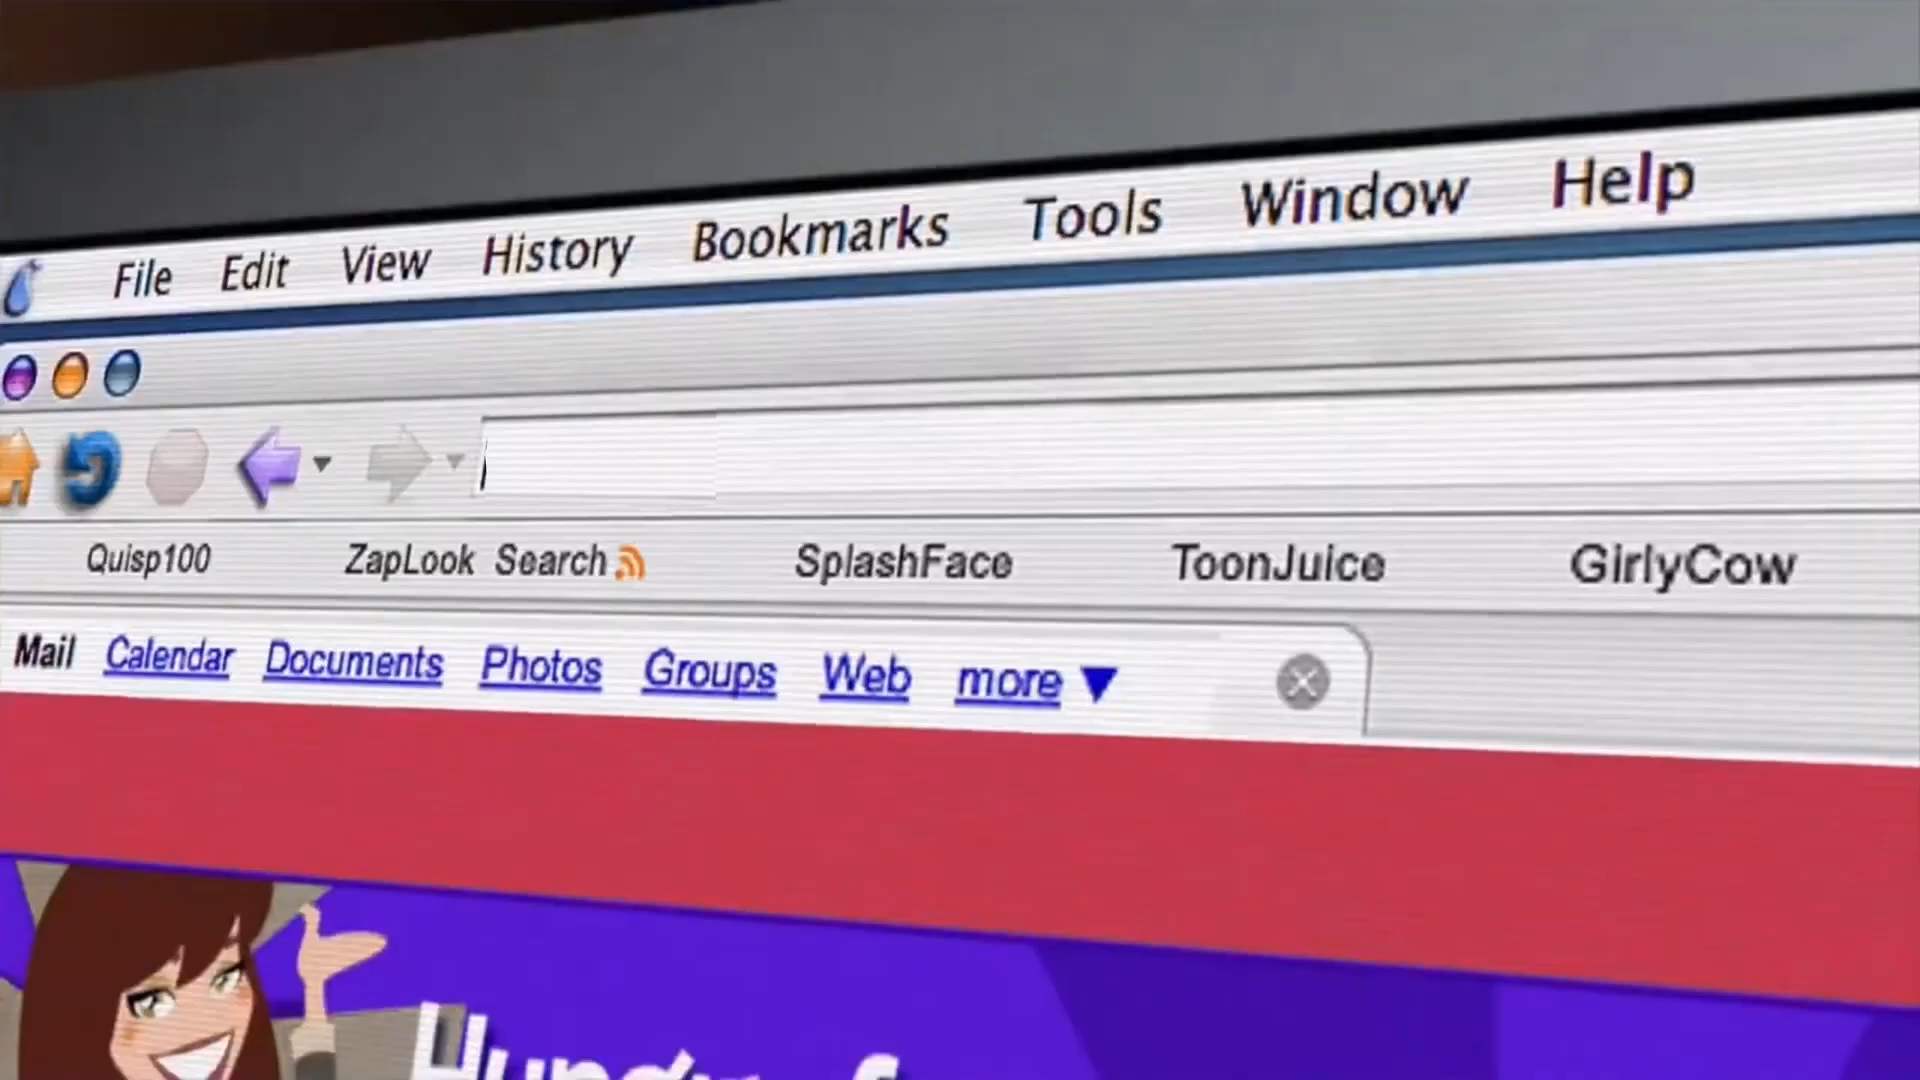 File Edit View History Bookmarks Tools Window Help
Quisp100 ZapLook Search SplashFace ToonJuice GirlyCow
Mail Calendar Documents Photos Groups Web more